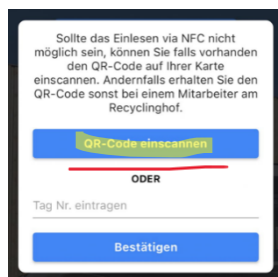 Sollte das Einlesen via NFC nicht
möglich sein, können Sie falls vorhanden
den QR-Code auf Ihrer Karte
einscannen. Andernfalls erhalten Sie den
QR-Code sonst bei einem Mitarbeiter am
Recyclinghof.
QR-Code einscannen
ODER
Tag Nr. eintragen
Bestätigen